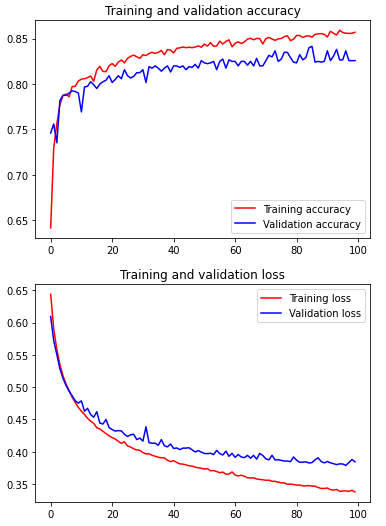 Training and validation accuracy
0.85
0.80
0.75
0.70
0.65
Training accuracy
Validation accuracy
0 20 40 60 80 100
Training and validation loss
0.65
0.60
0.55
0.50
0.45
0.40
0.35
Training loss
Validation loss
0 20 40 60 80 100